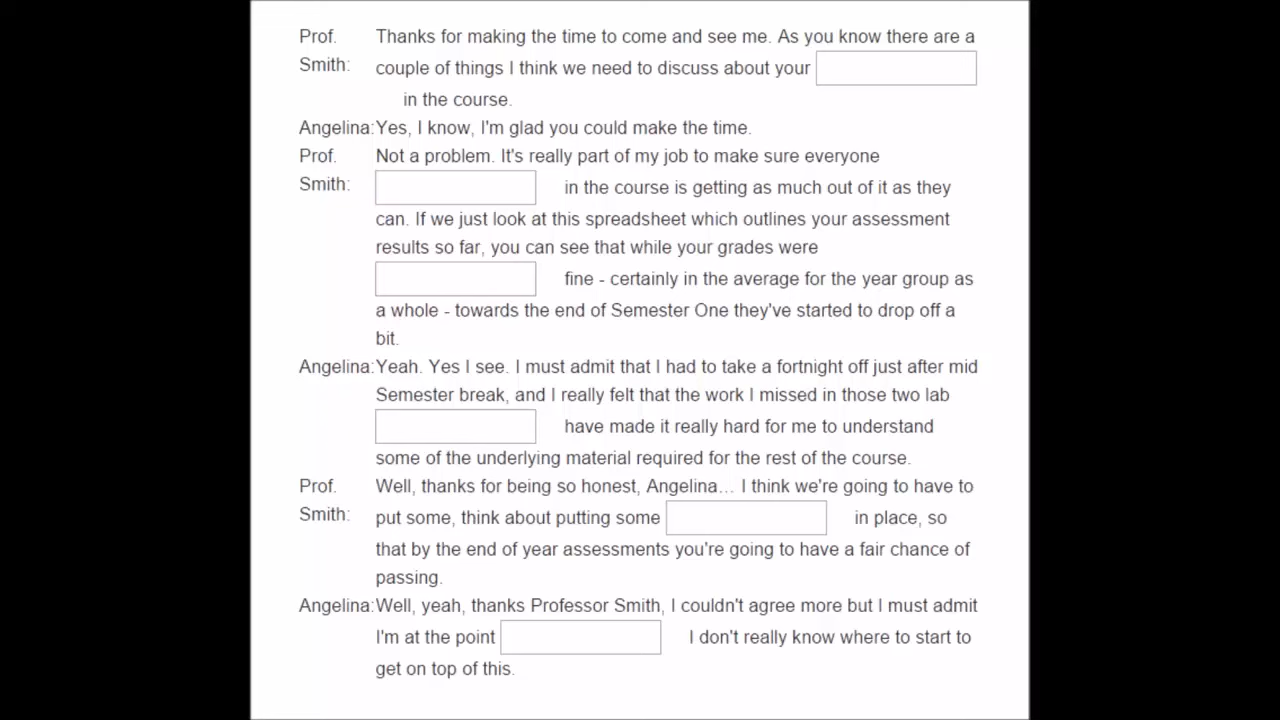 Prof. Thanks for making the time to come and see me. As you know there are a
Smith: couple of things I think we need to discuss about your
in the course.
Angelina: Yes, I know, I'm glad you could make the time.
Prof. Not a problem. It's really part of my job to make sure everyone
Smith: in the course is getting as much out of it as they
can. If we just look at this spreadsheet which outlines your assessment
results so far, you can see that while your grades were
fine - certainly in the average for the year group as
a whole - towards the end of Semester One they've started to drop off a
bit.
Angelina: Yeah. Yes I see. I must admit that I had to take a fortnight off just after mid
Semester break, and I really felt that the work I missed in those two lab
have made it really hard for me to understand
some of the underlying material required for the rest of the course.
Prof. Well, thanks for being so honest, Angelina... I think we're going to have to
Smith: put some, think about putting some in place, so
that by the end of year assessments you're going to have a fair chance of
passing.
Angelina: Well, yeah, thanks Professor Smith, I couldn't agree more but I must admit
I'm at the point I don't really know where to start to
get on top of this.